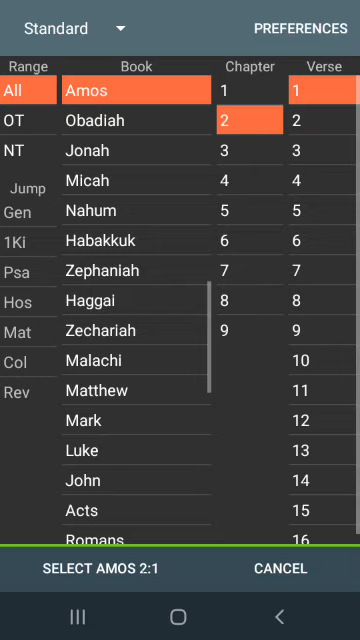 Standard
PREFERENCES
Range Book Chapter Verse
All Amos 1 1
OT Obadiah 2 2
NT Jonah 3 3
Micah 4 4
Jump
Gen Nahum 5 5
1Ki Habakkuk 6 6
Psa Zephaniah 7 7
Hos Haggai 8 8
Mat Zechariah 9 9
Col Malachi 10
Rev Matthew 11
Mark 12
Luke 13
John 14
Acts 15
Romans 16
SELECT AMOS 2:1 CANCEL